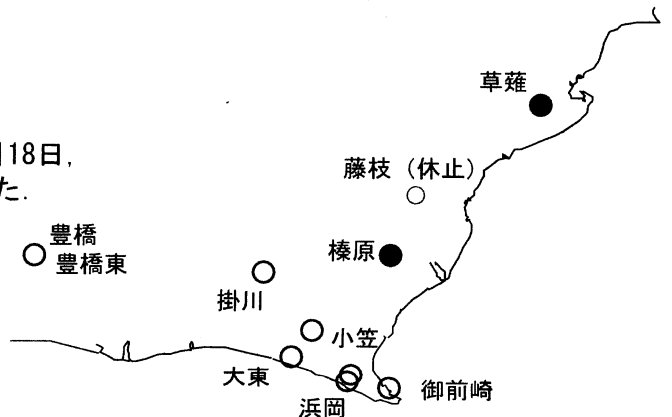 草薙
月18日,
た.
藤枝（休止）
豊橋
豊橋東
榛原
掛川
小笠
大東
御前崎
浜岡